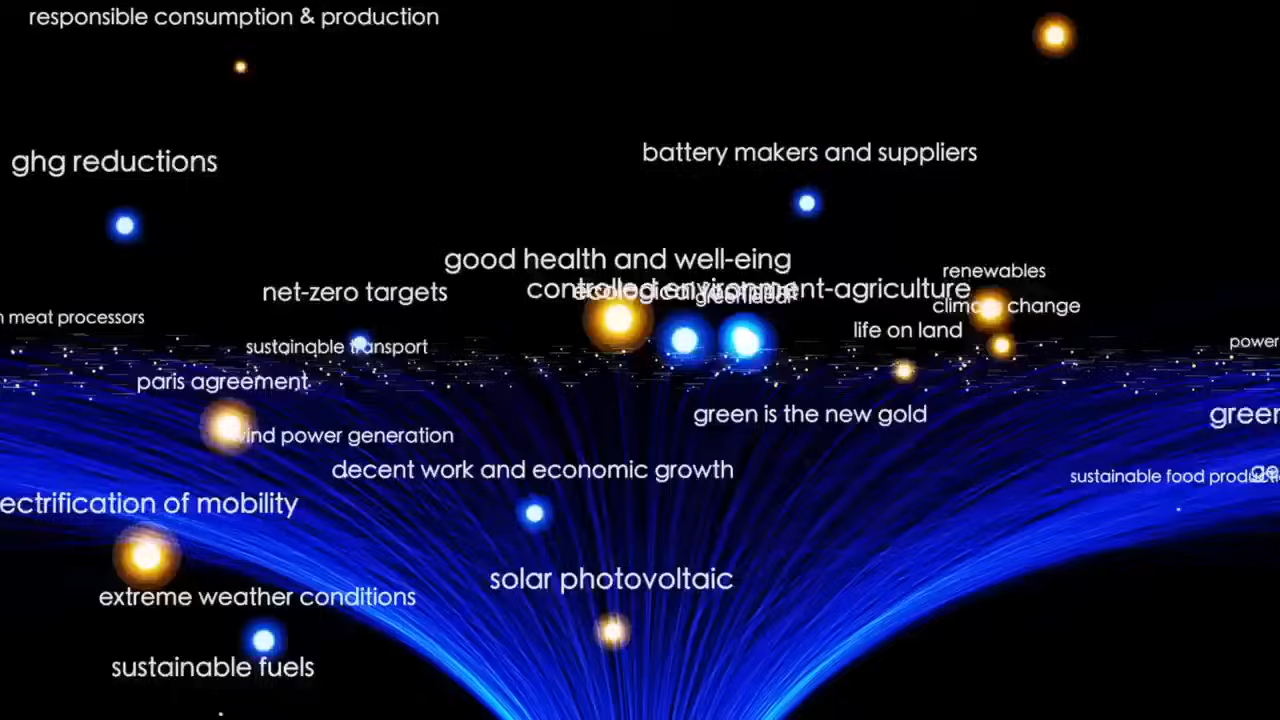 responsible consumption & production
battery makers and suppliers
ghg reductions
good health and well-eing
renewables
controlled environment-agriculture
net-zero targets
climate change
n meat processors
life on land
power
sustainable transport
paris agreement
green is the new gold
green
wind power generation
decent work and economic growth
sustainable food producti
ge
ectrification of mobility
solar photovoltaic
extreme weather conditions
sustainable fuels